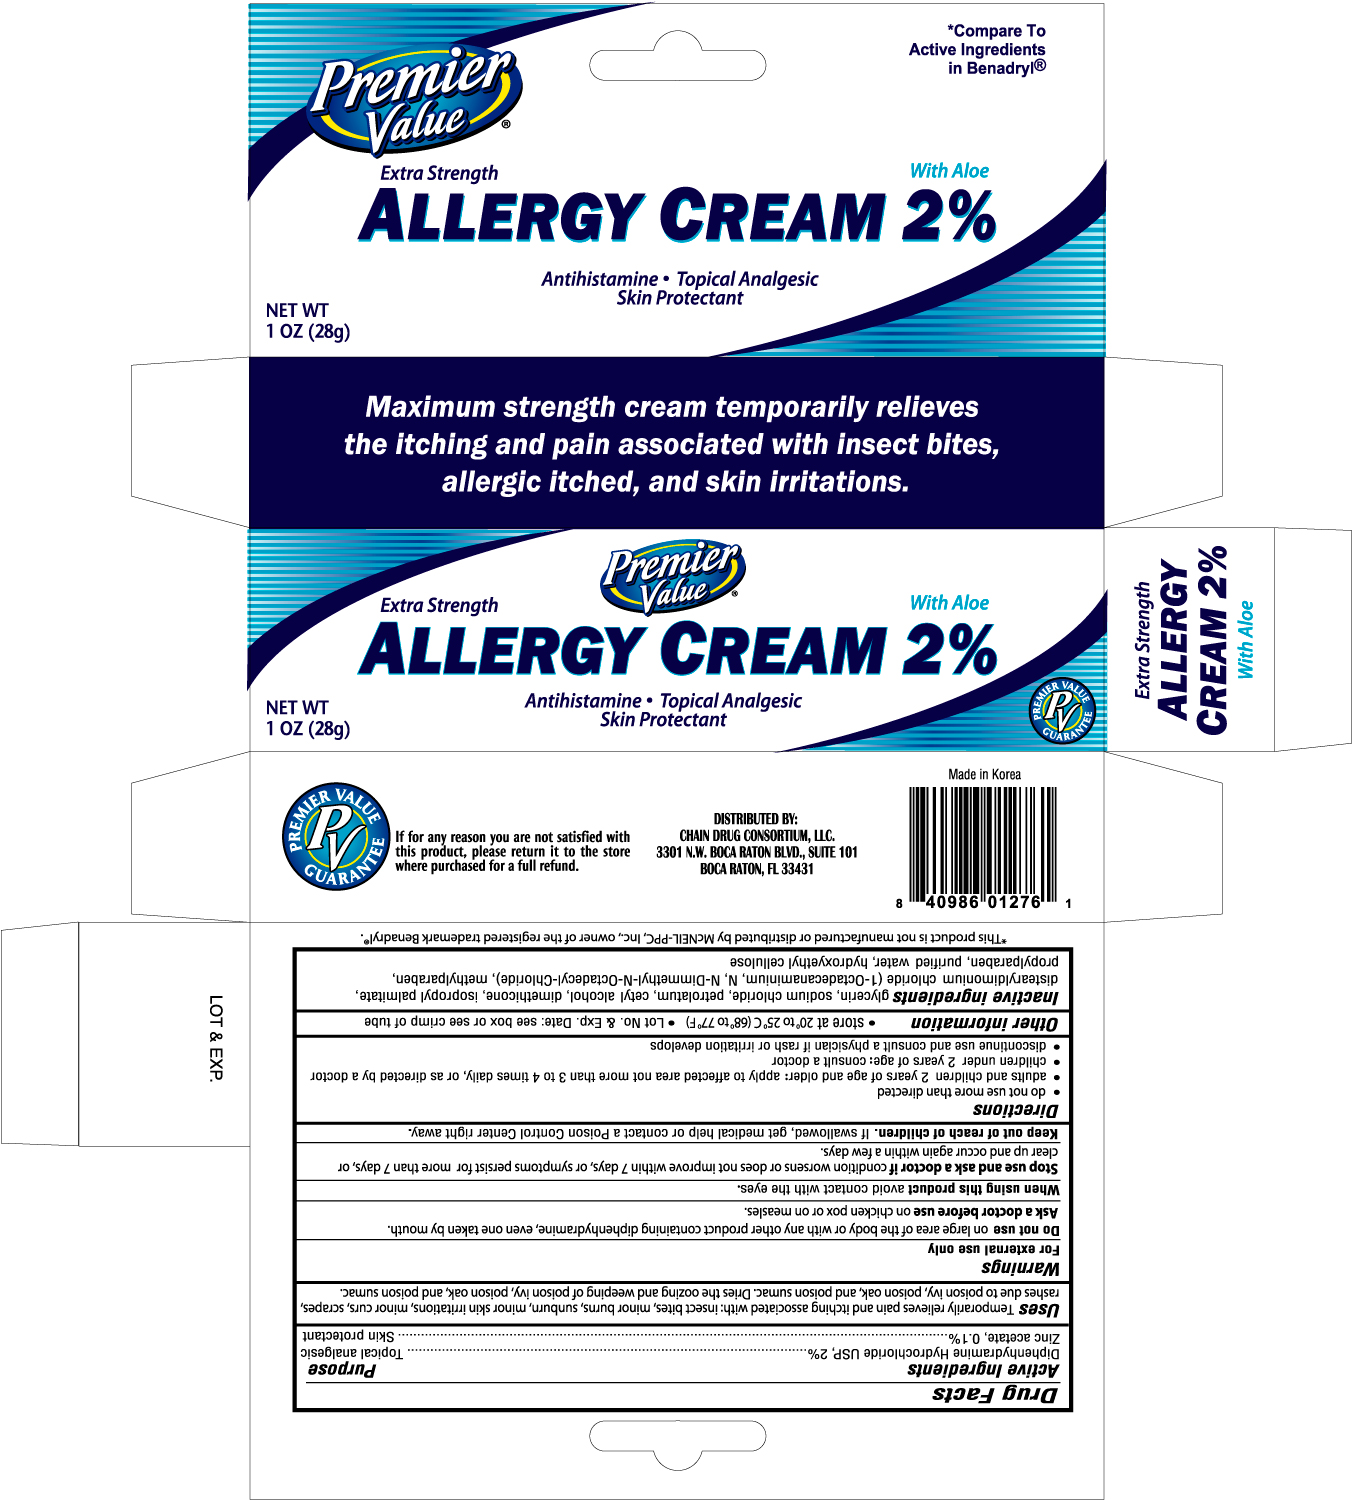 Premier
Value®
*Compare To
Active Ingredients
in Benadryl®
Extra Strength
With Aloe
ALLERGY CREAM 2%
Antihistamine • Topical Analgesic
Skin Protectant
NET WT
1 OZ (28g)
Maximum strength cream temporarily relieves
the itching and pain associated with insect bites,
allergic itched, and skin irritations.
Premier
Value®
Extra Strength
With Aloe
ALLERGY CREAM 2%
Antihistamine • Topical Analgesic
Skin Protectant
NET WT
1 OZ (28g)
PREMIER VALUE
PV
GUARANTEE
Extra Strength
ALLERGY
CREAM 2%
With Aloe
PREMIER VALUE
PV
GUARANTEE
If for any reason you are not satisfied with
this product, please return it to the store
where purchased for a full refund.
DISTRIBUTED BY:
CHAIN DRUG CONSORTIUM, LLC.
3301 N.W. BOCA RATON BLVD., SUITE 101
BOCA RATON, FL 33431
Made in Korea
8 40986 01276 1
LOT & EXP.
Drug Facts
Active Ingredients Purpose
Diphenhydramine Hydrochloride USP, 2%........ Topical analgesic
Zinc acetate, 0.1%........ Skin protectant
Uses Temporarily relieves pain and itching associated with: insect bites, minor burns, sunburn, minor skin irritations, minor curs, scrapes,
rashes due to poison ivy, poison oak, and poison sumac. Dries the oozing and weeping of poison ivy, poison oak, and poison sumac.
Warnings
For external use only
Do not use on large area of the body or with any other product containing diphenhydramine, even one taken by mouth.
Ask a doctor before use on chicken pox or on measles.
When using this product avoid contact with the eyes.
Stop use and ask a doctor if condition worsens or does not improve within 7 days, or symptoms persist for more than 7 days, or
clear up and occur again within a few days.
Keep out of reach of children. If swallowed, get medical help or contact a Poison Control Center right away.
Directions
• do not use more than directed
• adults and children 2 years of age and older: apply to affected area not more than 3 to 4 times daily, or as directed by a doctor
• children under 2 years of age: consult a doctor
• discontinue use and consult a physician if rash or irritation develops
Other information • store at 20°to 25°C (68°to 77°F) • Lot No. & Exp. Date: see box or see crimp of tube
Inactive ingredients glycerin, sodium chloride, petrolatum, cetyl alcohol, dimethicone, isopropyl palmitate,
distearyldimonium chloride (1-Octadecanaminium, N, N-Dimmethyl-N-Octadecyl-Chloride), methylparaben,
propylparaben, purified water, hydroxyethyl cellulose
*This product is not manufactured or distributed by McNEIL-PPC, Inc., owner of the registered trademark Benadryl®.